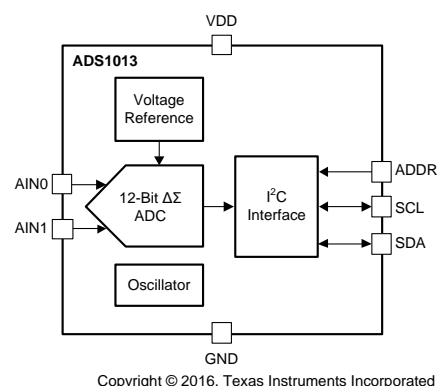 VDD
ADS1013
Voltage
Reference
AIN0
12-Bit ΔΣ
ADC
AIN1
I²C
Interface
ADDR
SCL
SDA
Oscillator
GND
Copyright © 2016, Texas Instruments Incorporated